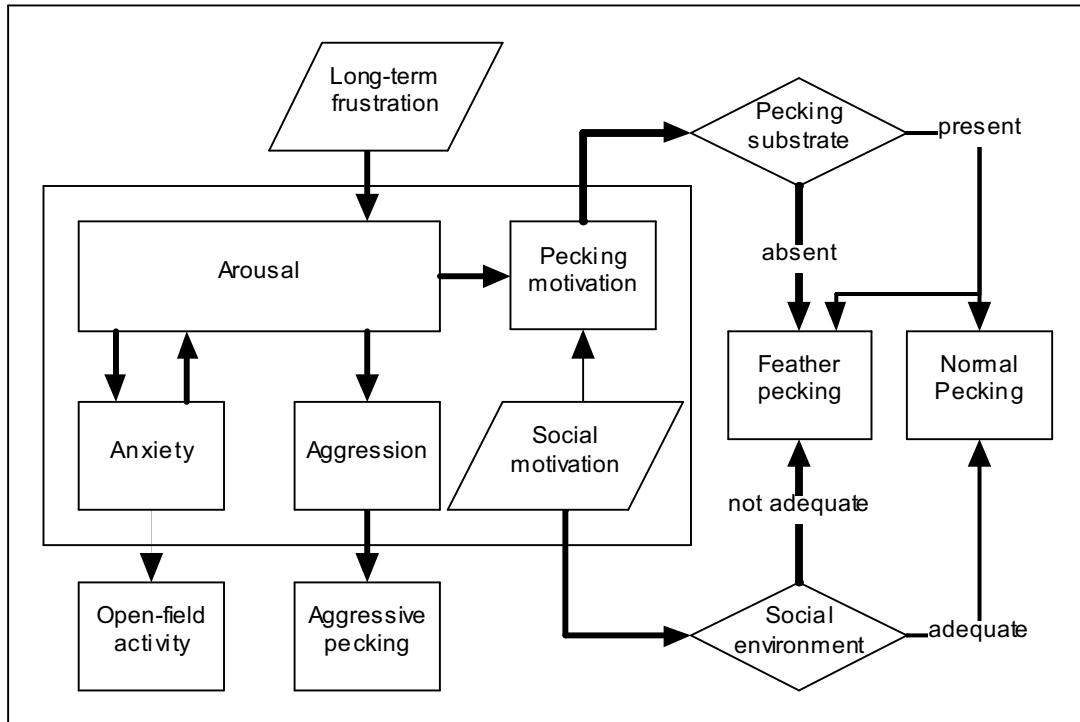 Long-term
frustration
Pecking
substrate
present
absent
Arousal
Pecking
motivation
Feather
pecking
Normal
Pecking
Anxiety
Aggression
Social
motivation
not adequate
Open-field
activity
Aggressive
pecking
Social
environment
adequate